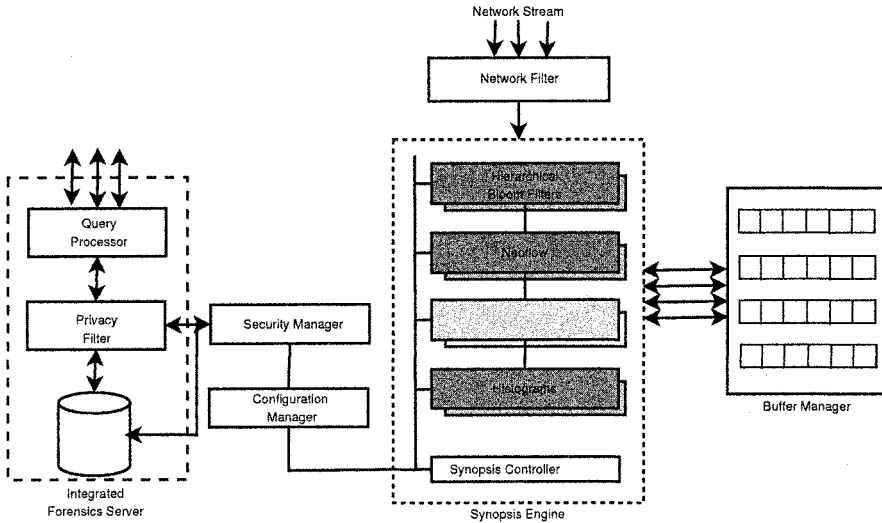 Network Stream
Network Filter
Hierarchical
Bloom Filters
Neoflow
Histograms
Synopsis Controller
Synopsis Engine
Buffer Manager
Query
Processor
Privacy
Filter
Security Manager
Configuration
Manager
Integrated
Forensics Server